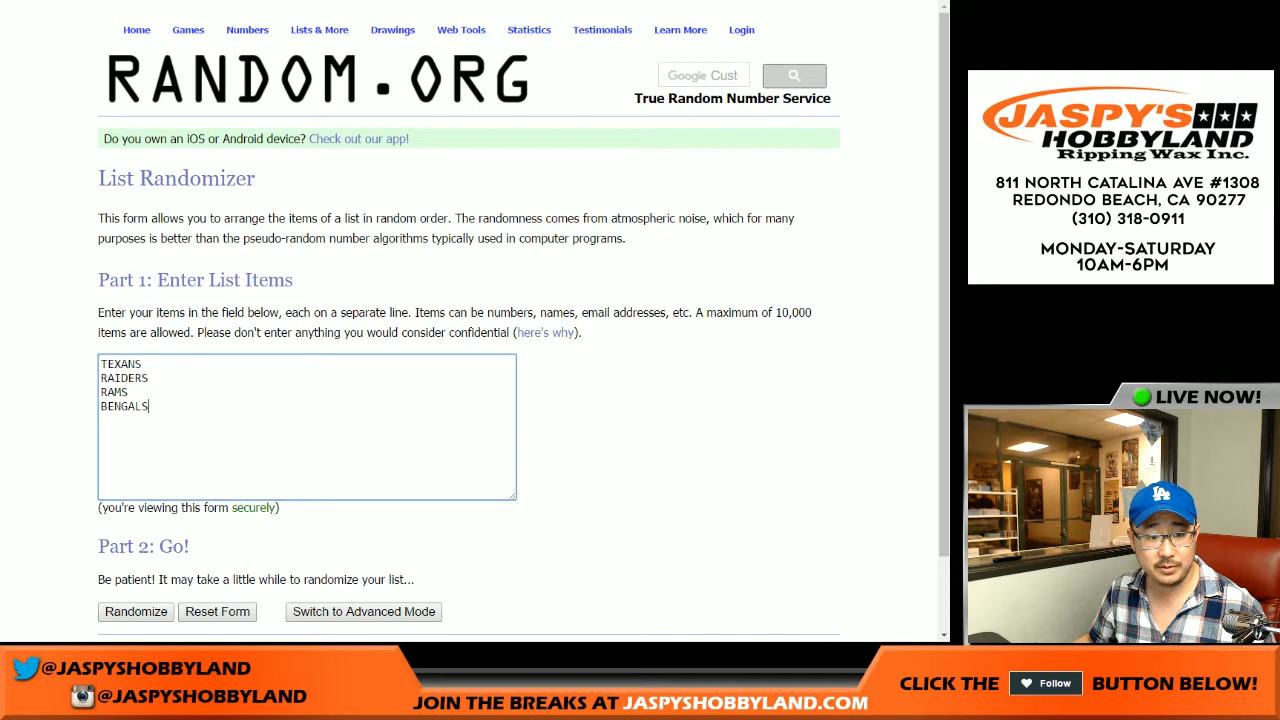 Home Games Numbers Lists & More Drawings Web Tools Statistics Testimonials Learn More Login
RANDOM.ORG
Google Cust
True Random Number Service
Do you own an iOS or Android device? Check out our app!
List Randomizer
This form allows you to arrange the items of a list in random order. The randomness comes from atmospheric noise, which for many
purposes is better than the pseudo-random number algorithms typically used in computer programs.
Part 1: Enter List Items
Enter your items in the field below, each on a separate line. Items can be numbers, names, email addresses, etc. A maximum of 10,000
items are allowed. Please don't enter anything you would consider confidential (here's why).
TEXANS
RAIDERS
RAMS
BENGALS
(you're viewing this form securely)
Part 2: Go!
Be patient! It may take a little while to randomize your list...
Randomize Reset Form Switch to Advanced Mode
JASPY'S
HOBBYLAND
Ripping Wax Inc.
811 NORTH CATALINA AVE #1308
REDONDO BEACH, CA 90277
(310) 318-0911
MONDAY-SATURDAY
10AM-6PM
LIVE NOW!
LA
@JASPYSHOBBYLAND
@JASPYSHOBBYLAND
JOIN THE BREAKS AT JASPYSHOBBYLAND.COM
CLICK THE Follow BUTTON BELOW!